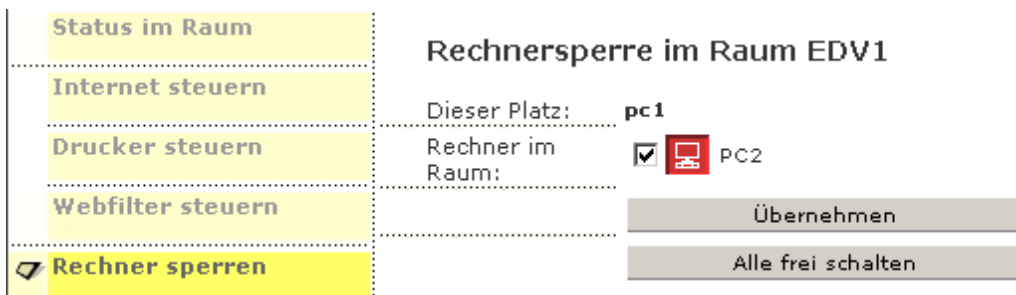 Status im Raum
Internet steuern
Drucker steuern
Webfilter steuern
Rechner sperren
Rechnersperre im Raum EDV1
Dieser Platz: pc1
Rechner im
Raum:
PC2
Übernehmen
Alle frei schalten